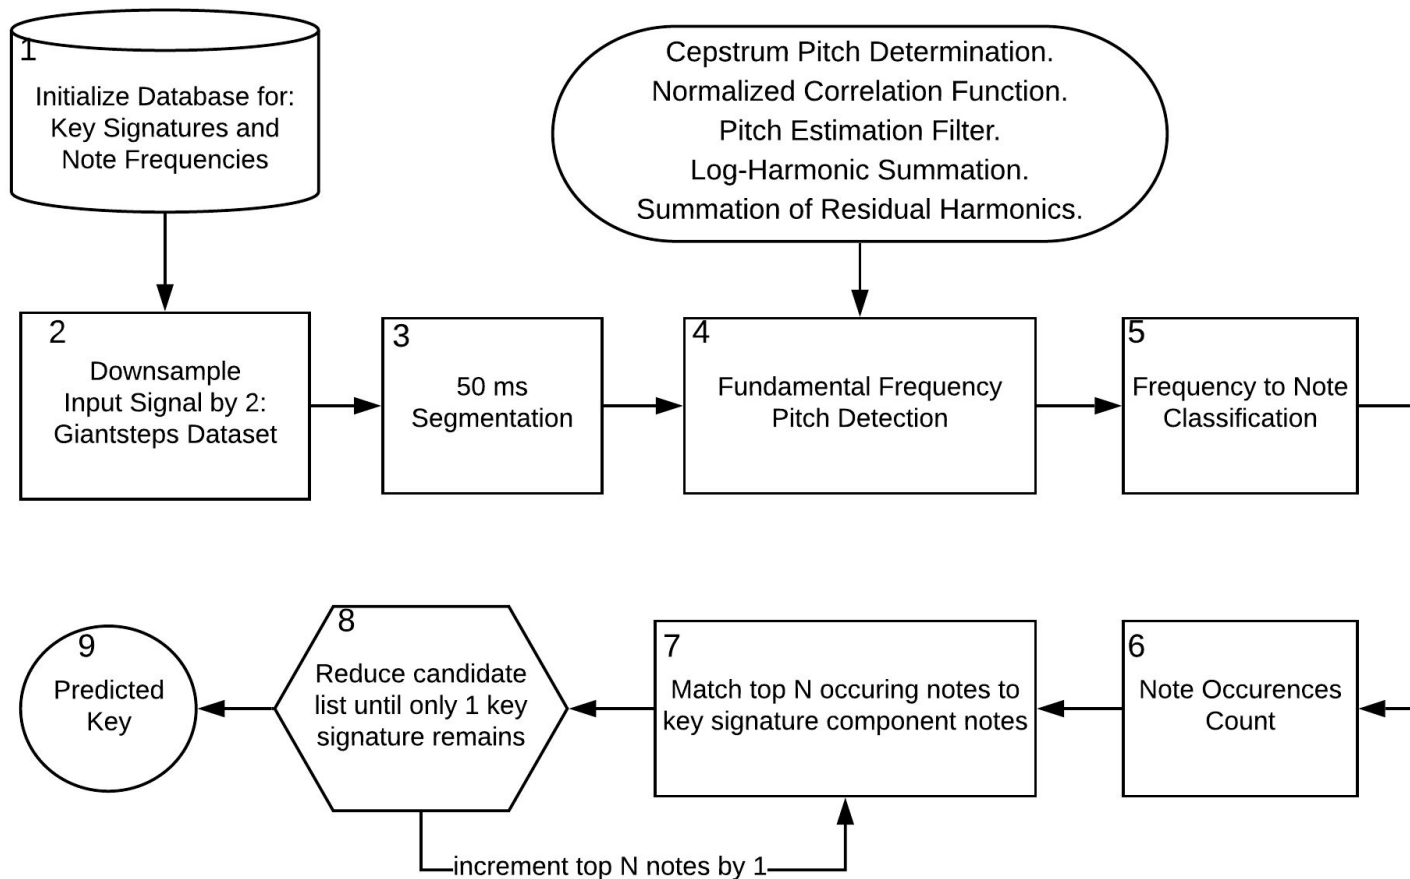 1
Initialize Database for:
Key Signatures and
Note Frequencies
Cepstrum Pitch Determination.
Normalized Correlation Function.
Pitch Estimation Filter.
Log-Harmonic Summation.
Summation of Residual Harmonics.
2
Downsample
Input Signal by 2:
Giantsteps Dataset
3
50 ms
Segmentation
4
Fundamental Frequency
Pitch Detection
5
Frequency to Note
Classification
6
Note Occurences
Count
7
Match top N occuring notes to
key signature component notes
8
Reduce candidate
list until only 1 key
signature remains
increment top N notes by 1
9
Predicted
Key